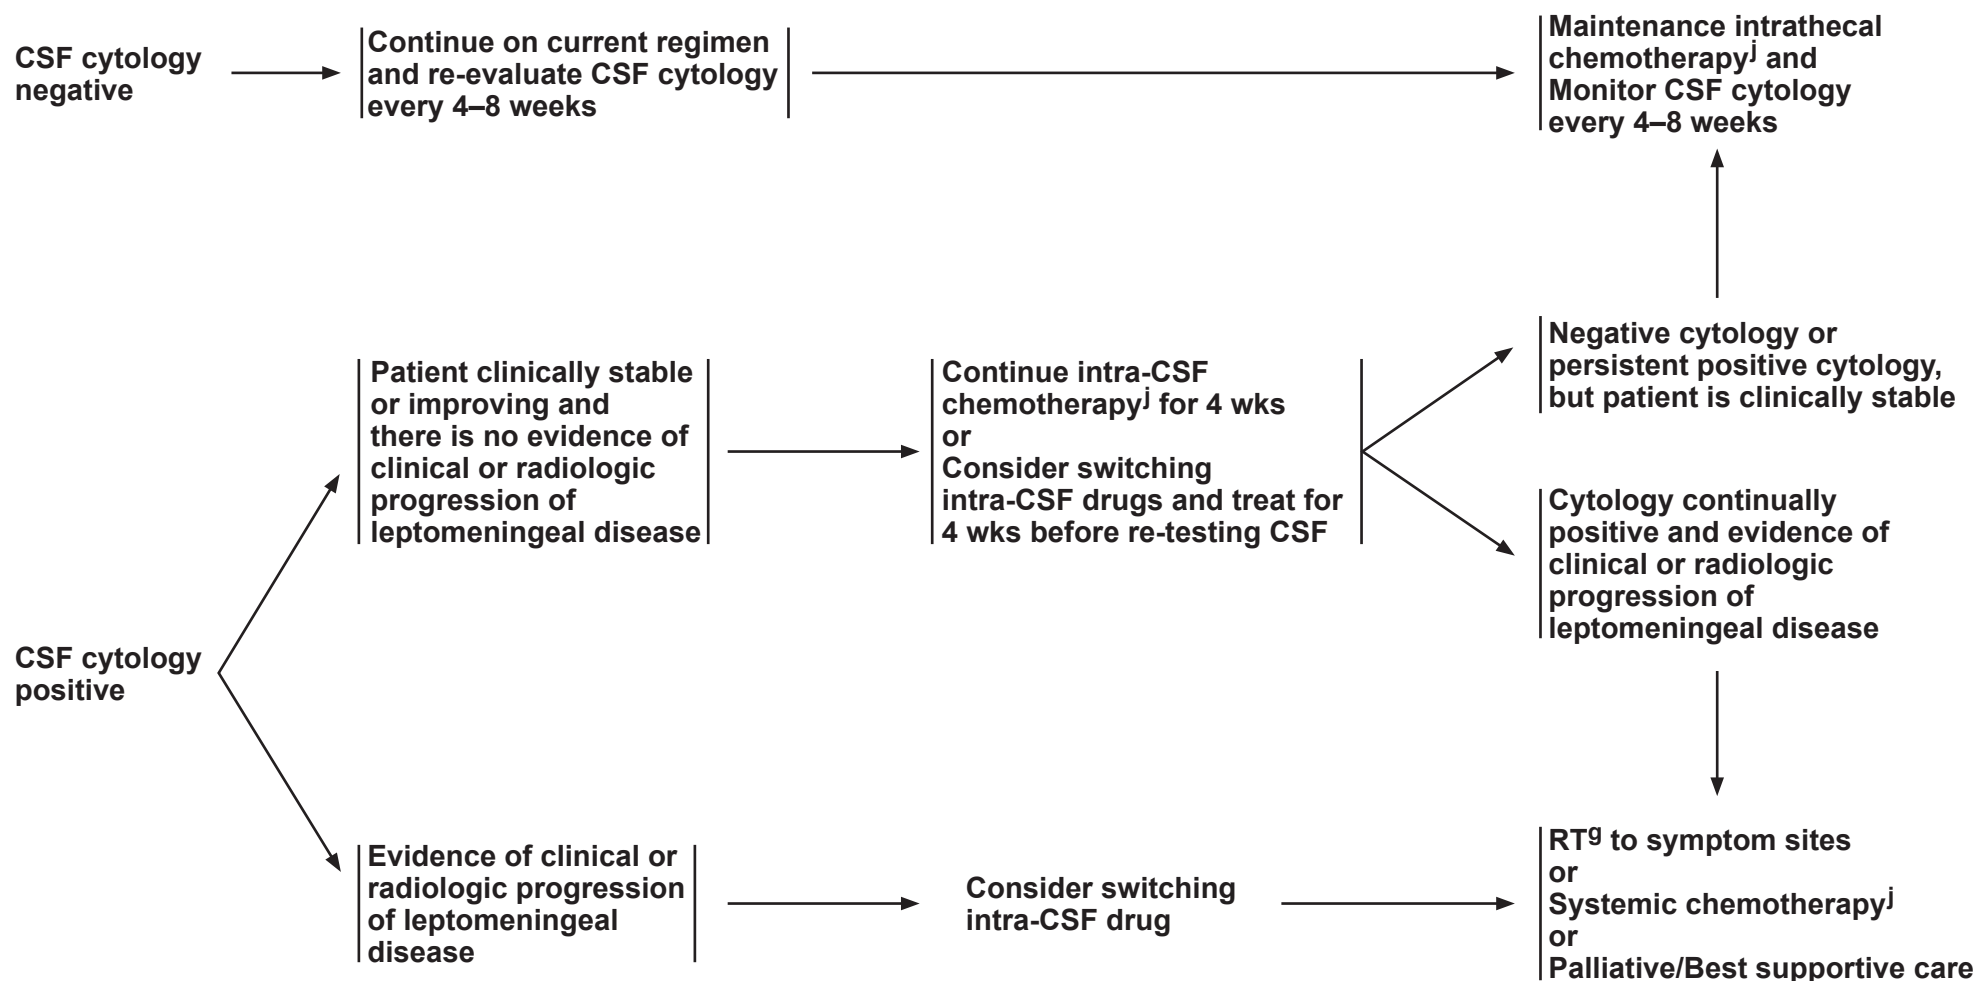 CSF cytology
negative
Continue on current regimen
and re-evaluate CSF cytology
every 4–8 weeks
Maintenance intrathecal
chemotherapyj and
Monitor CSF cytology
every 4–8 weeks
CSF cytology
positive
Patient clinically stable
or improving and
there is no evidence of
clinical or radiologic
progression of
leptomeningeal disease
Continue intra-CSF
chemotherapyj for 4 wks
or
Consider switching
intra-CSF drugs and treat for
4 wks before re-testing CSF
Negative cytology or
persistent positive cytology,
but patient is clinically stable
Cytology continually
positive and evidence of
clinical or radiologic
progression of
leptomeningeal disease
Evidence of clinical or
radiologic progression
of leptomeningeal
disease
Consider switching
intra-CSF drug
RTg to symptom sites
or
Systemic chemotherapyj
or
Palliative/Best supportive care